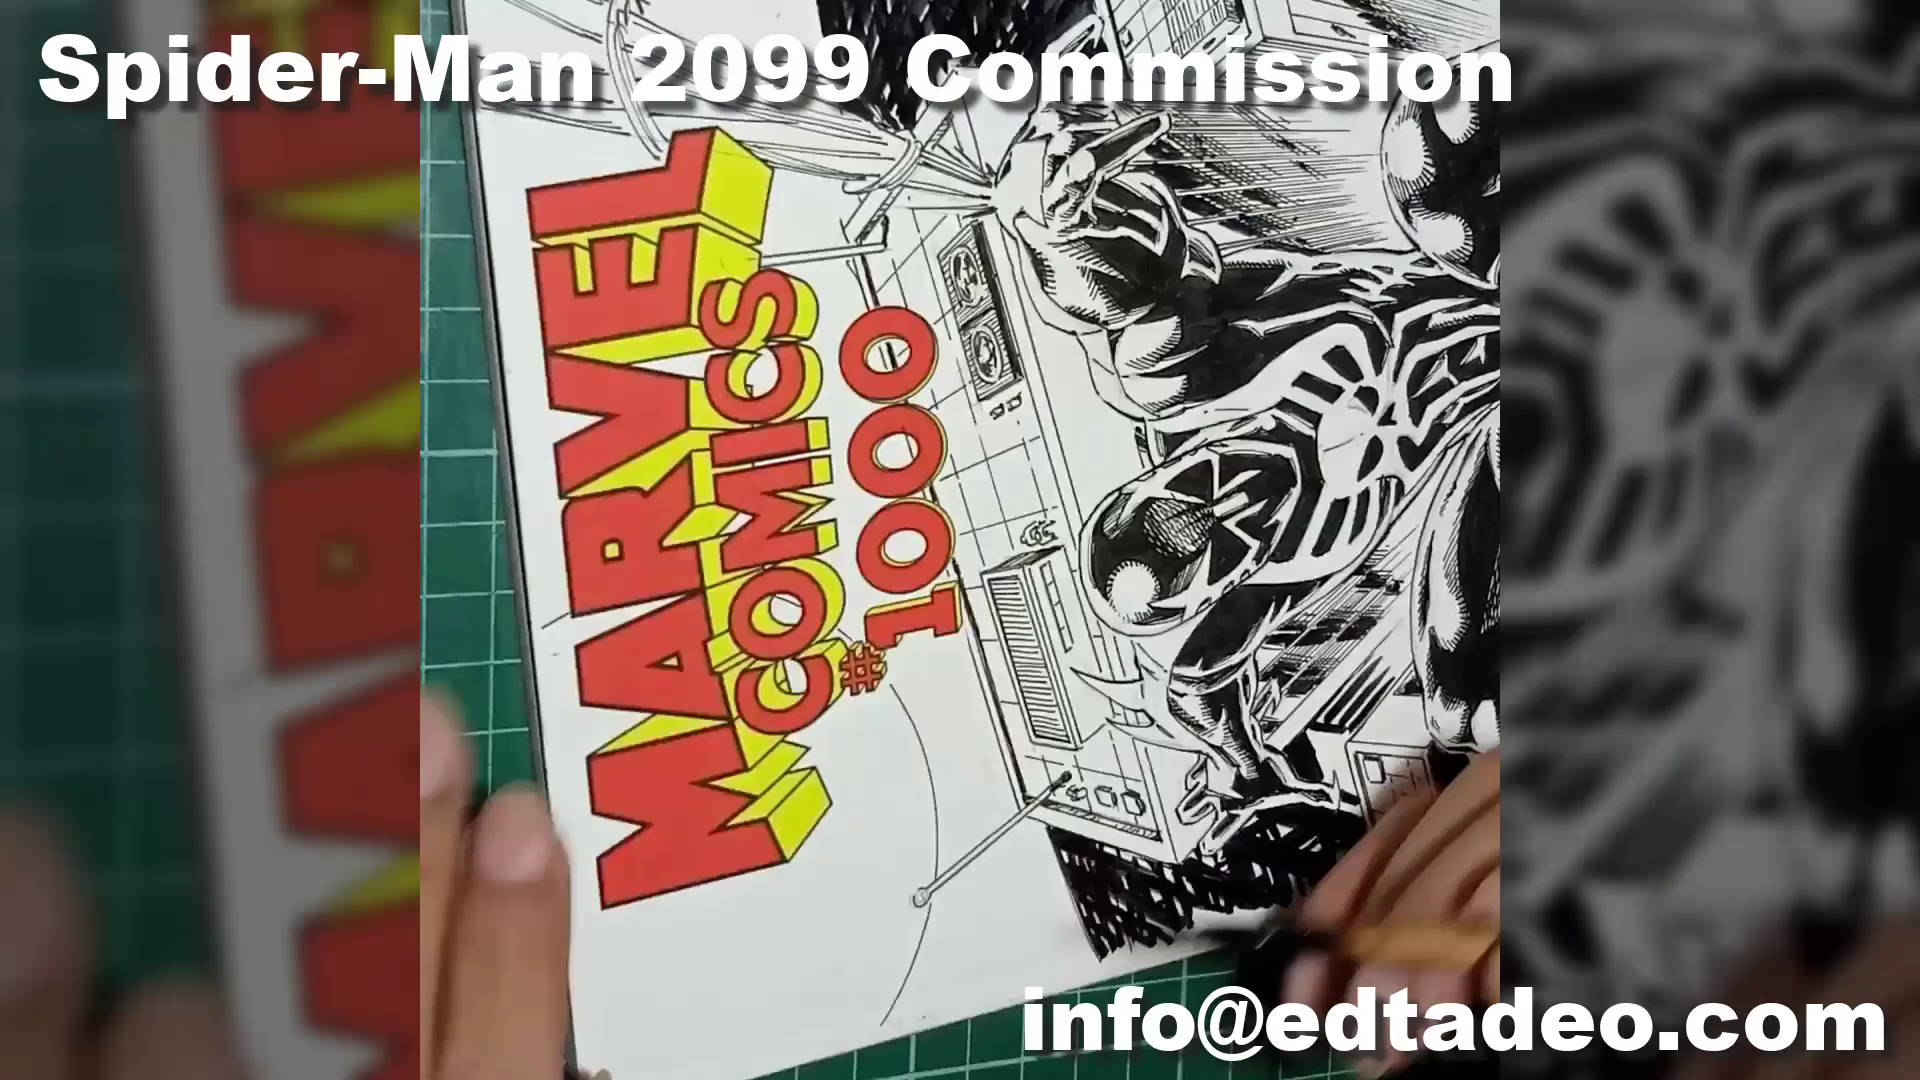 Spider-Man 2099 Commission
MARVEL
COMICS
#1000
info@edtadeo.com